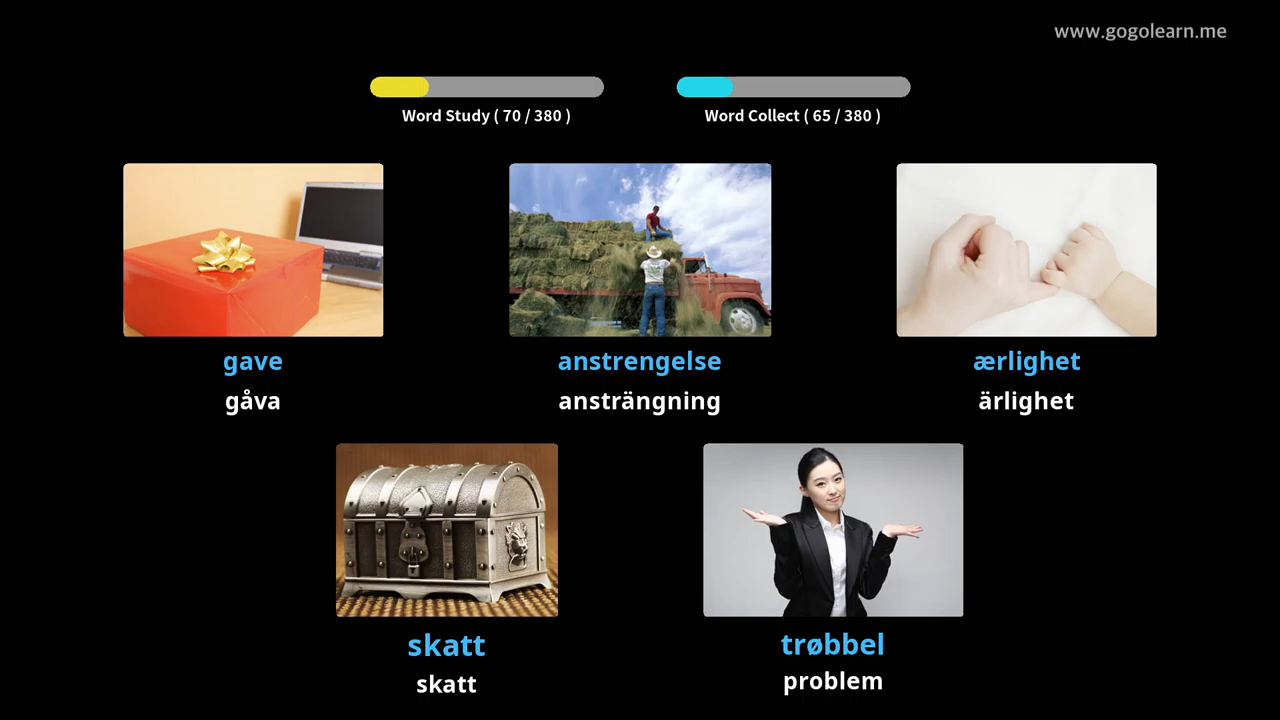 www.gogolearn.me
Word Study ( 70 / 380 )
Word Collect ( 65 / 380 )
gave
gåva
anstrengelse
ansträngning
ærlighet
ärlighet
skatt
skatt
trøbbel
problem